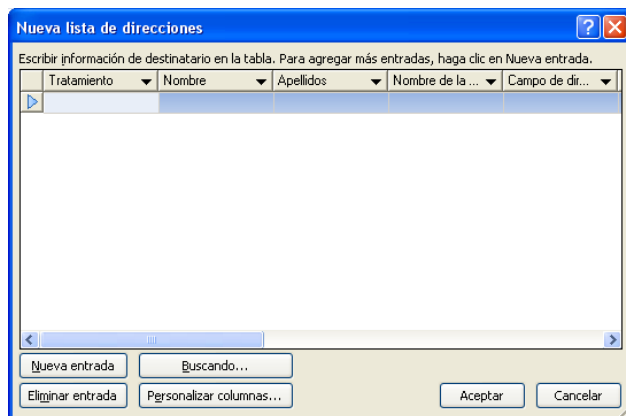 Nueva lista de direcciones
Escribir información de destinatario en la tabla. Para agregar más entradas, haga clic en Nueva entrada.
Tratamiento Nombre Apellidos Nombre de la ... Campo de dir...
Nueva entrada Buscando...
Eliminar entrada Personalizar columnas... Aceptar Cancelar